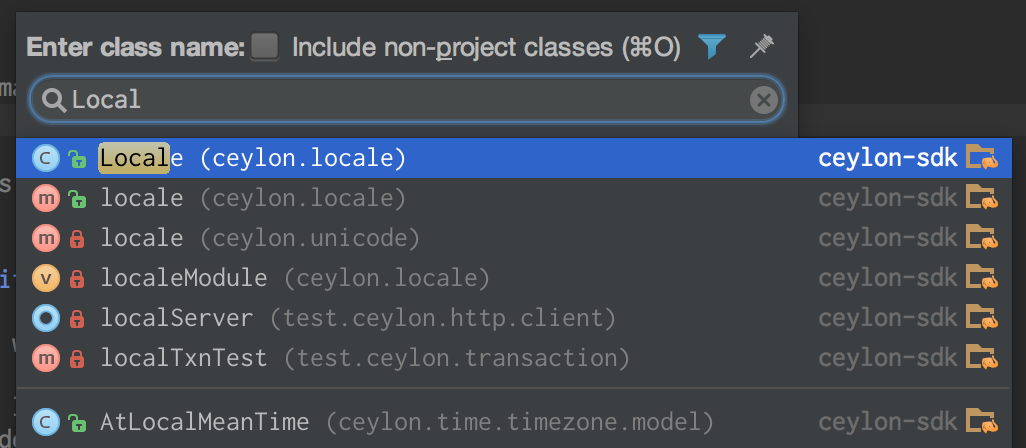 Enter class name: Include non-project classes (⌘O)
Local
C Locale (ceylon.locale) ceylon-sdk
m locale (ceylon.locale) ceylon-sdk
m locale (ceylon.unicode) ceylon-sdk
v localeModule (ceylon.locale) ceylon-sdk
localServer (test.ceylon.http.client) ceylon-sdk
m localTxnTest (test.ceylon.transaction) ceylon-sdk
C AtLocalMeanTime (ceylon.time.timezone.model) ceylon-sdk